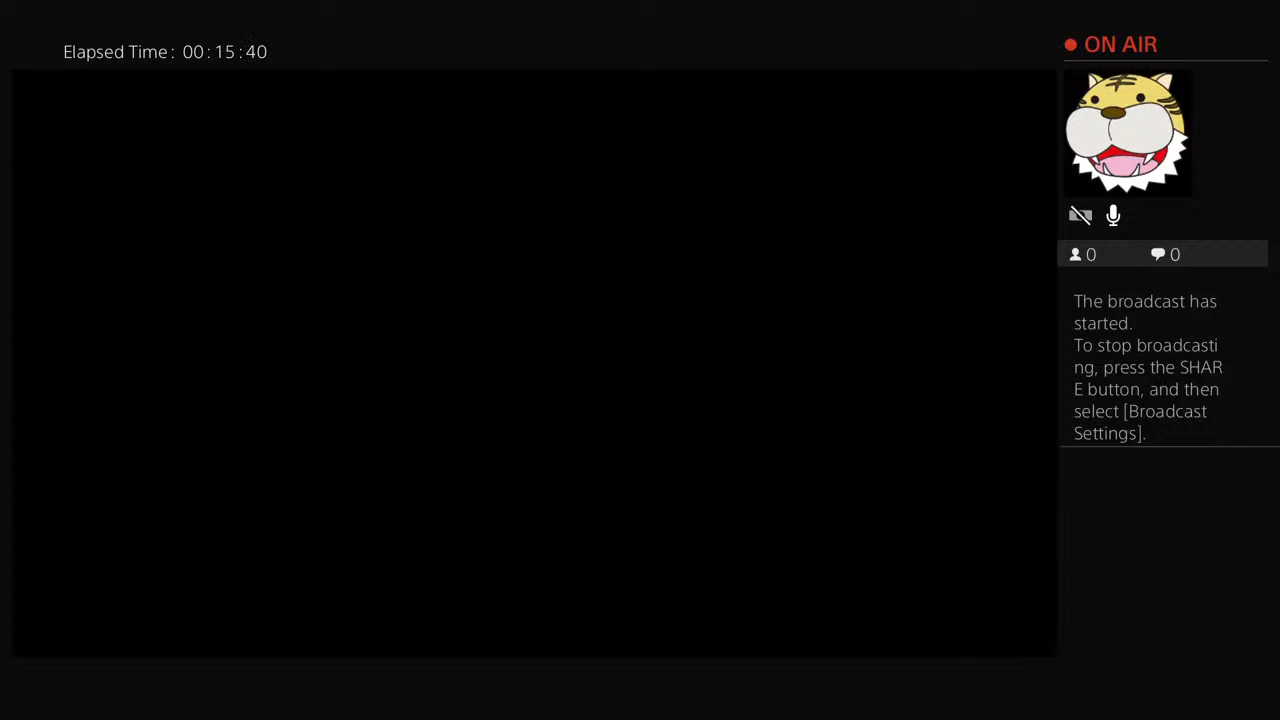 Elapsed Time: 00:15:40
ON AIR
0 0
The broadcast has
started.
To stop broadcasti
ng, press the SHAR
E button, and then
select [Broadcast
Settings].